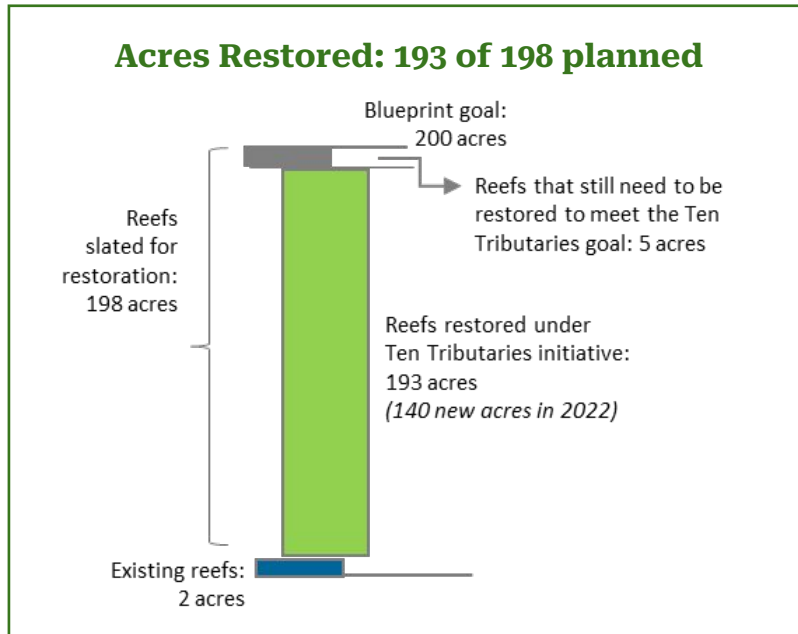 Acres Restored: 193 of 198 planned
Blueprint goal:
200 acres
Reefs that still need to be
restored to meet the Ten
Tributaries goal: 5 acres
Reefs
slated for
restoration:
198 acres
Reefs restored under
Ten Tributaries initiative:
193 acres
(140 new acres in 2022)
Existing reefs:
2 acres